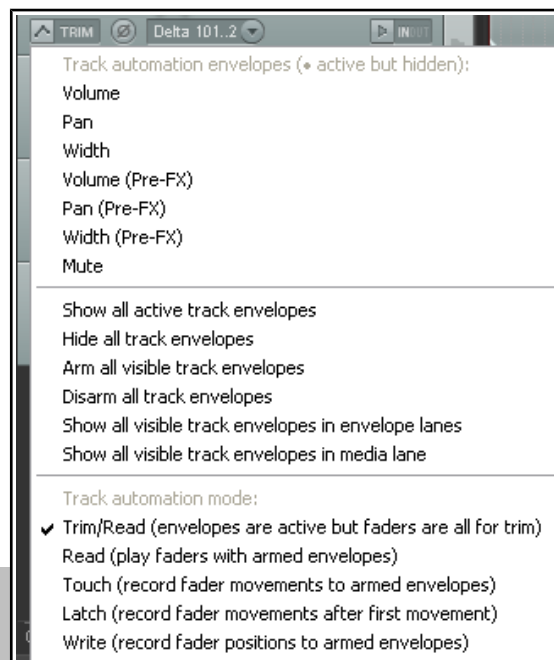 TRIM Ø Delta 101..2 IN OUT
Track automation envelopes (• active but hidden):
Volume
Pan
Width
Volume (Pre-FX)
Pan (Pre-FX)
Width (Pre-FX)
Mute
Show all active track envelopes
Hide all track envelopes
Arm all visible track envelopes
Disarm all track envelopes
Show all visible track envelopes in envelope lanes
Show all visible track envelopes in media lane
Track automation mode:
Trim/Read (envelopes are active but faders are all for trim)
Read (play faders with armed envelopes)
Touch (record fader movements to armed envelopes)
Latch (record fader movements after first movement)
Write (record fader positions to armed envelopes)